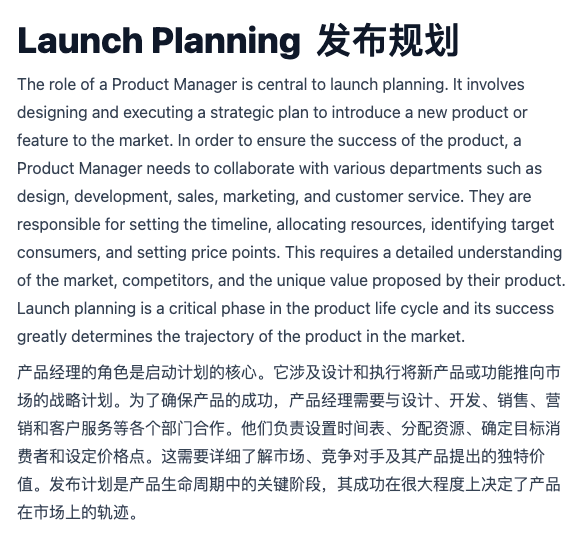 Launch Planning 发布规划
The role of a Product Manager is central to launch planning. It involves
designing and executing a strategic plan to introduce a new product or
feature to the market. In order to ensure the success of the product, a
Product Manager needs to collaborate with various departments such as
design, development, sales, marketing, and customer service. They are
responsible for setting the timeline, allocating resources, identifying target
consumers, and setting price points. This requires a detailed understanding
of the market, competitors, and the unique value proposed by their product.
Launch planning is a critical phase in the product life cycle and its success
greatly determines the trajectory of the product in the market.
产品经理的角色是启动计划的核心。它涉及设计和执行将新产品或功能推向市
场的战略计划。为了确保产品的成功，产品经理需要与设计、开发、销售、营
销和客户服务等各个部门合作。他们负责设置时间表、分配资源、确定目标消
费者和设定价格点。这需要详细了解市场、竞争对手及其产品提出的独特价
值。发布计划是产品生命周期中的关键阶段，其成功在很大程度上决定了产品
在市场上的轨迹。